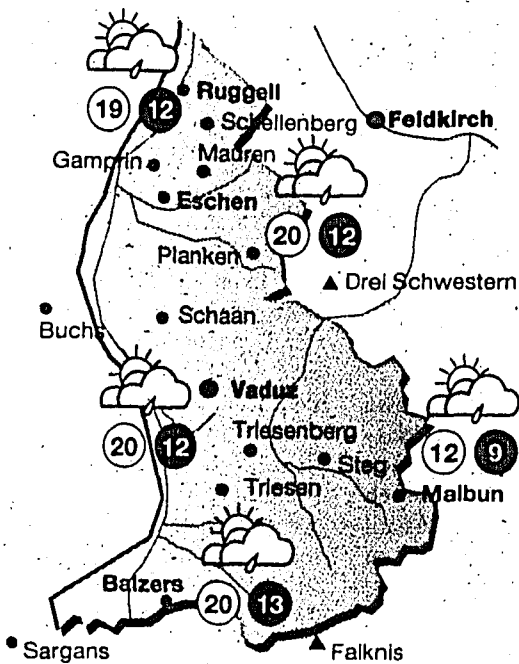 Ruggell
19 12
Feldkirch
Schellenberg
Mauren
Gamprin
Eschen
20 12
Planken
Drei Schwestern
Schaan
Buchs
Vaduz
20 12
Triesenberg
12 9
Steg
Triesen
Malbun
Balzers
20 13
Sargans
Falknis